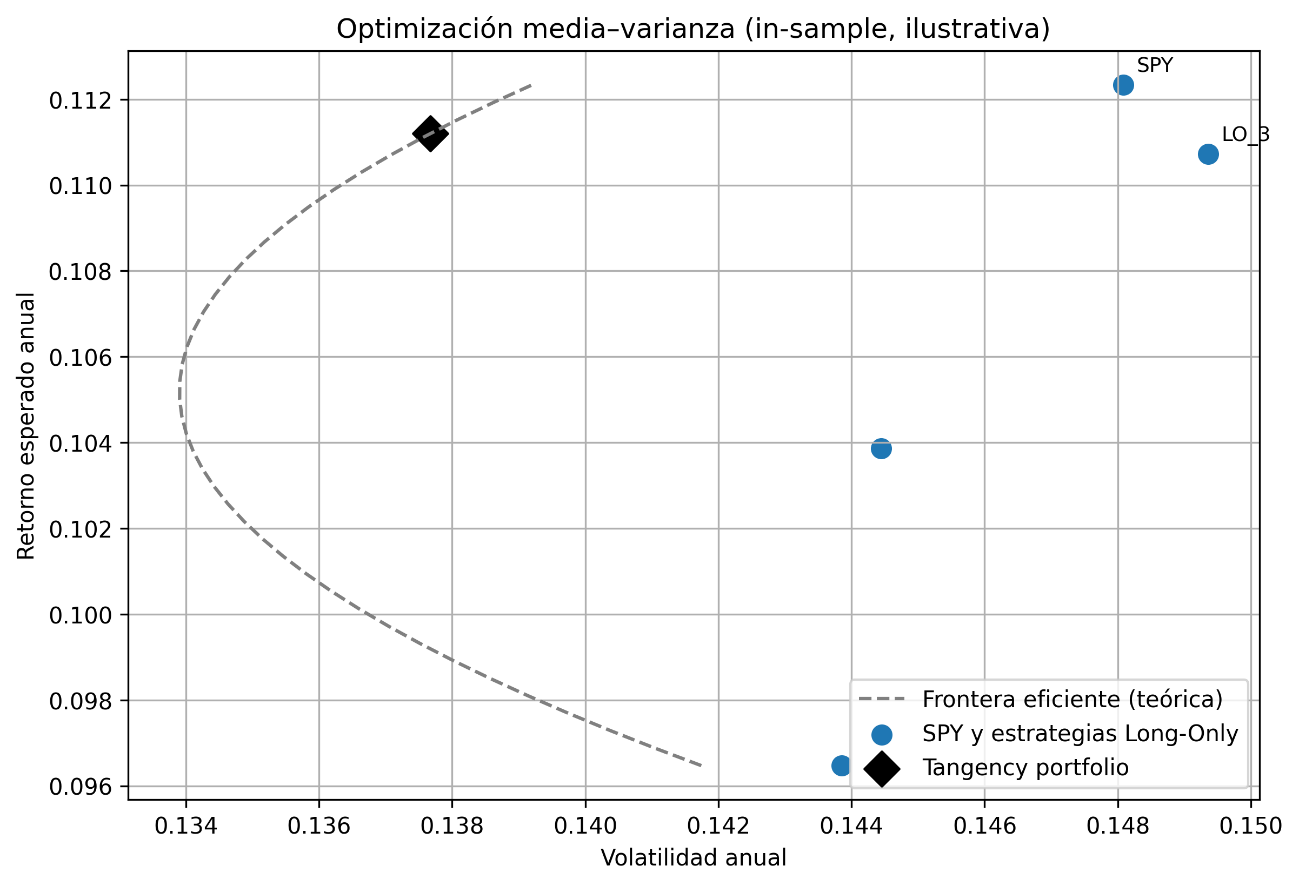 Optimización media–varianza (in-sample, ilustrativa)
SPY
LO_3
0.112
0.110
0.108
0.106
0.104
0.102
0.100
0.098
0.096
Retorno esperado anual
Frontera eficiente (teórica)
SPY y estrategias Long-Only
Tangency portfolio
0.134 0.136 0.138 0.140 0.142 0.144 0.146 0.148 0.150
Volatilidad anual